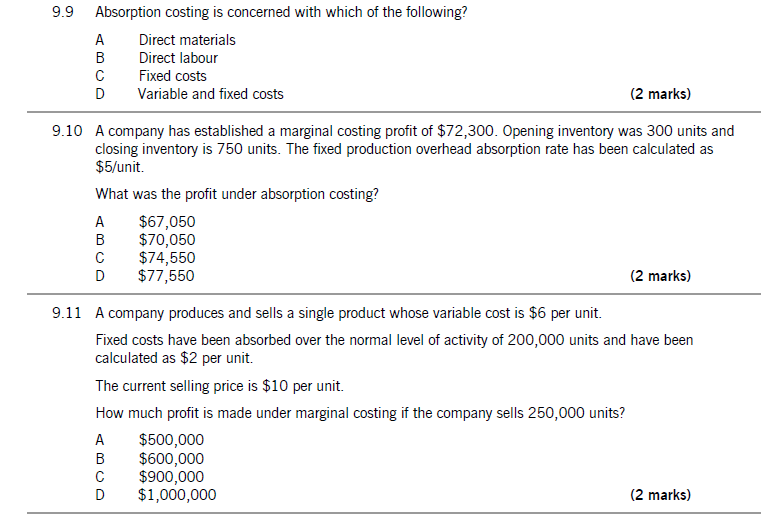 9.9 Absorption costing is concerned with which of the following?
A Direct materials
B Direct labour
C Fixed costs
D Variable and fixed costs (2 marks)
9.10 A company has established a marginal costing profit of $72,300. Opening inventory was 300 units and
closing inventory is 750 units. The fixed production overhead absorption rate has been calculated as
$5/unit.
What was the profit under absorption costing?
A $67,050
B $70,050
C $74,550
D $77,550 (2 marks)
9.11 A company produces and sells a single product whose variable cost is $6 per unit.
Fixed costs have been absorbed over the normal level of activity of 200,000 units and have been
calculated as $2 per unit.
The current selling price is $10 per unit.
How much profit is made under marginal costing if the company sells 250,000 units?
A $500,000
B $600,000
C $900,000
D $1,000,000 (2 marks)